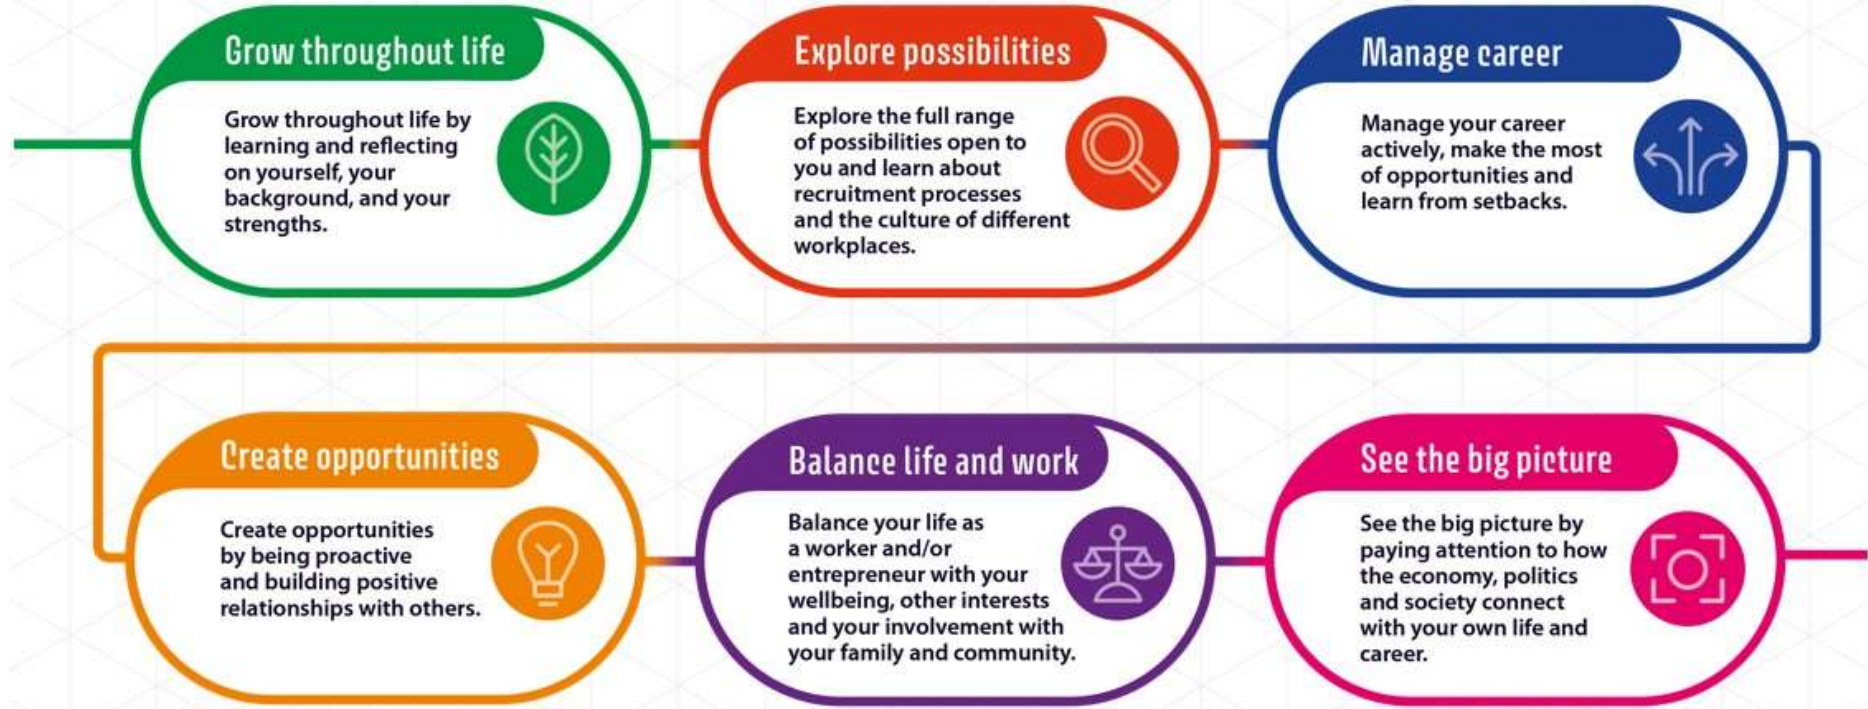 Grow throughout life
Grow throughout life by
learning and reflecting
on yourself, your
background, and your
strengths.
Explore possibilities
Explore the full range
of possibilities open to
you and learn about
recruitment processes
and the culture of different
workplaces.
Manage career
Manage your career
actively, make the most
of opportunities and
learn from setbacks.
Create opportunities
Create opportunities
by being proactive
and building positive
relationships with others.
Balance life and work
Balance your life as
a worker and/or
entrepreneur with your
wellbeing, other interests
and your involvement with
your family and community.
See the big picture
See the big picture by
paying attention to how
the economy, politics
and society connect
with your own life and
career.